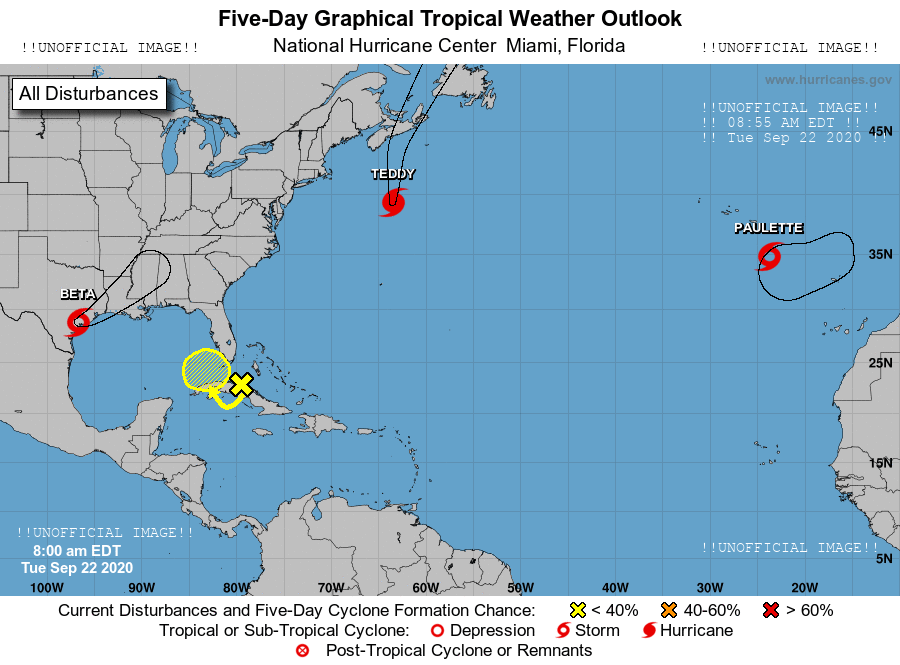 Five-Day Graphical Tropical Weather Outlook
!!UNOFFICIAL IMAGE!! National Hurricane Center Miami, Florida !!UNOFFICIAL IMAGE!!
www.hurricanes.gov
All Disturbances
!!UNOFFICIAL IMAGE!!
!! 08:55 AM EDT !!
!! Tue Sep 22 2020 !!
45N
TEDDY
PAULETTE
35N
BETA
25N
15N
!!UNOFFICIAL IMAGE!!
!!UNOFFICIAL IMAGE!!
8:00 am EDT
5N
Tue Sep 22 2020
100W 90W 80W 70W 60W 50W 40W 30W 20W
Current Disturbances and Five-Day Cyclone Formation Chance: < 40% 40-60% > 60%
Tropical or Sub-Tropical Cyclone: Depression Storm Hurricane
Post-Tropical Cyclone or Remnants